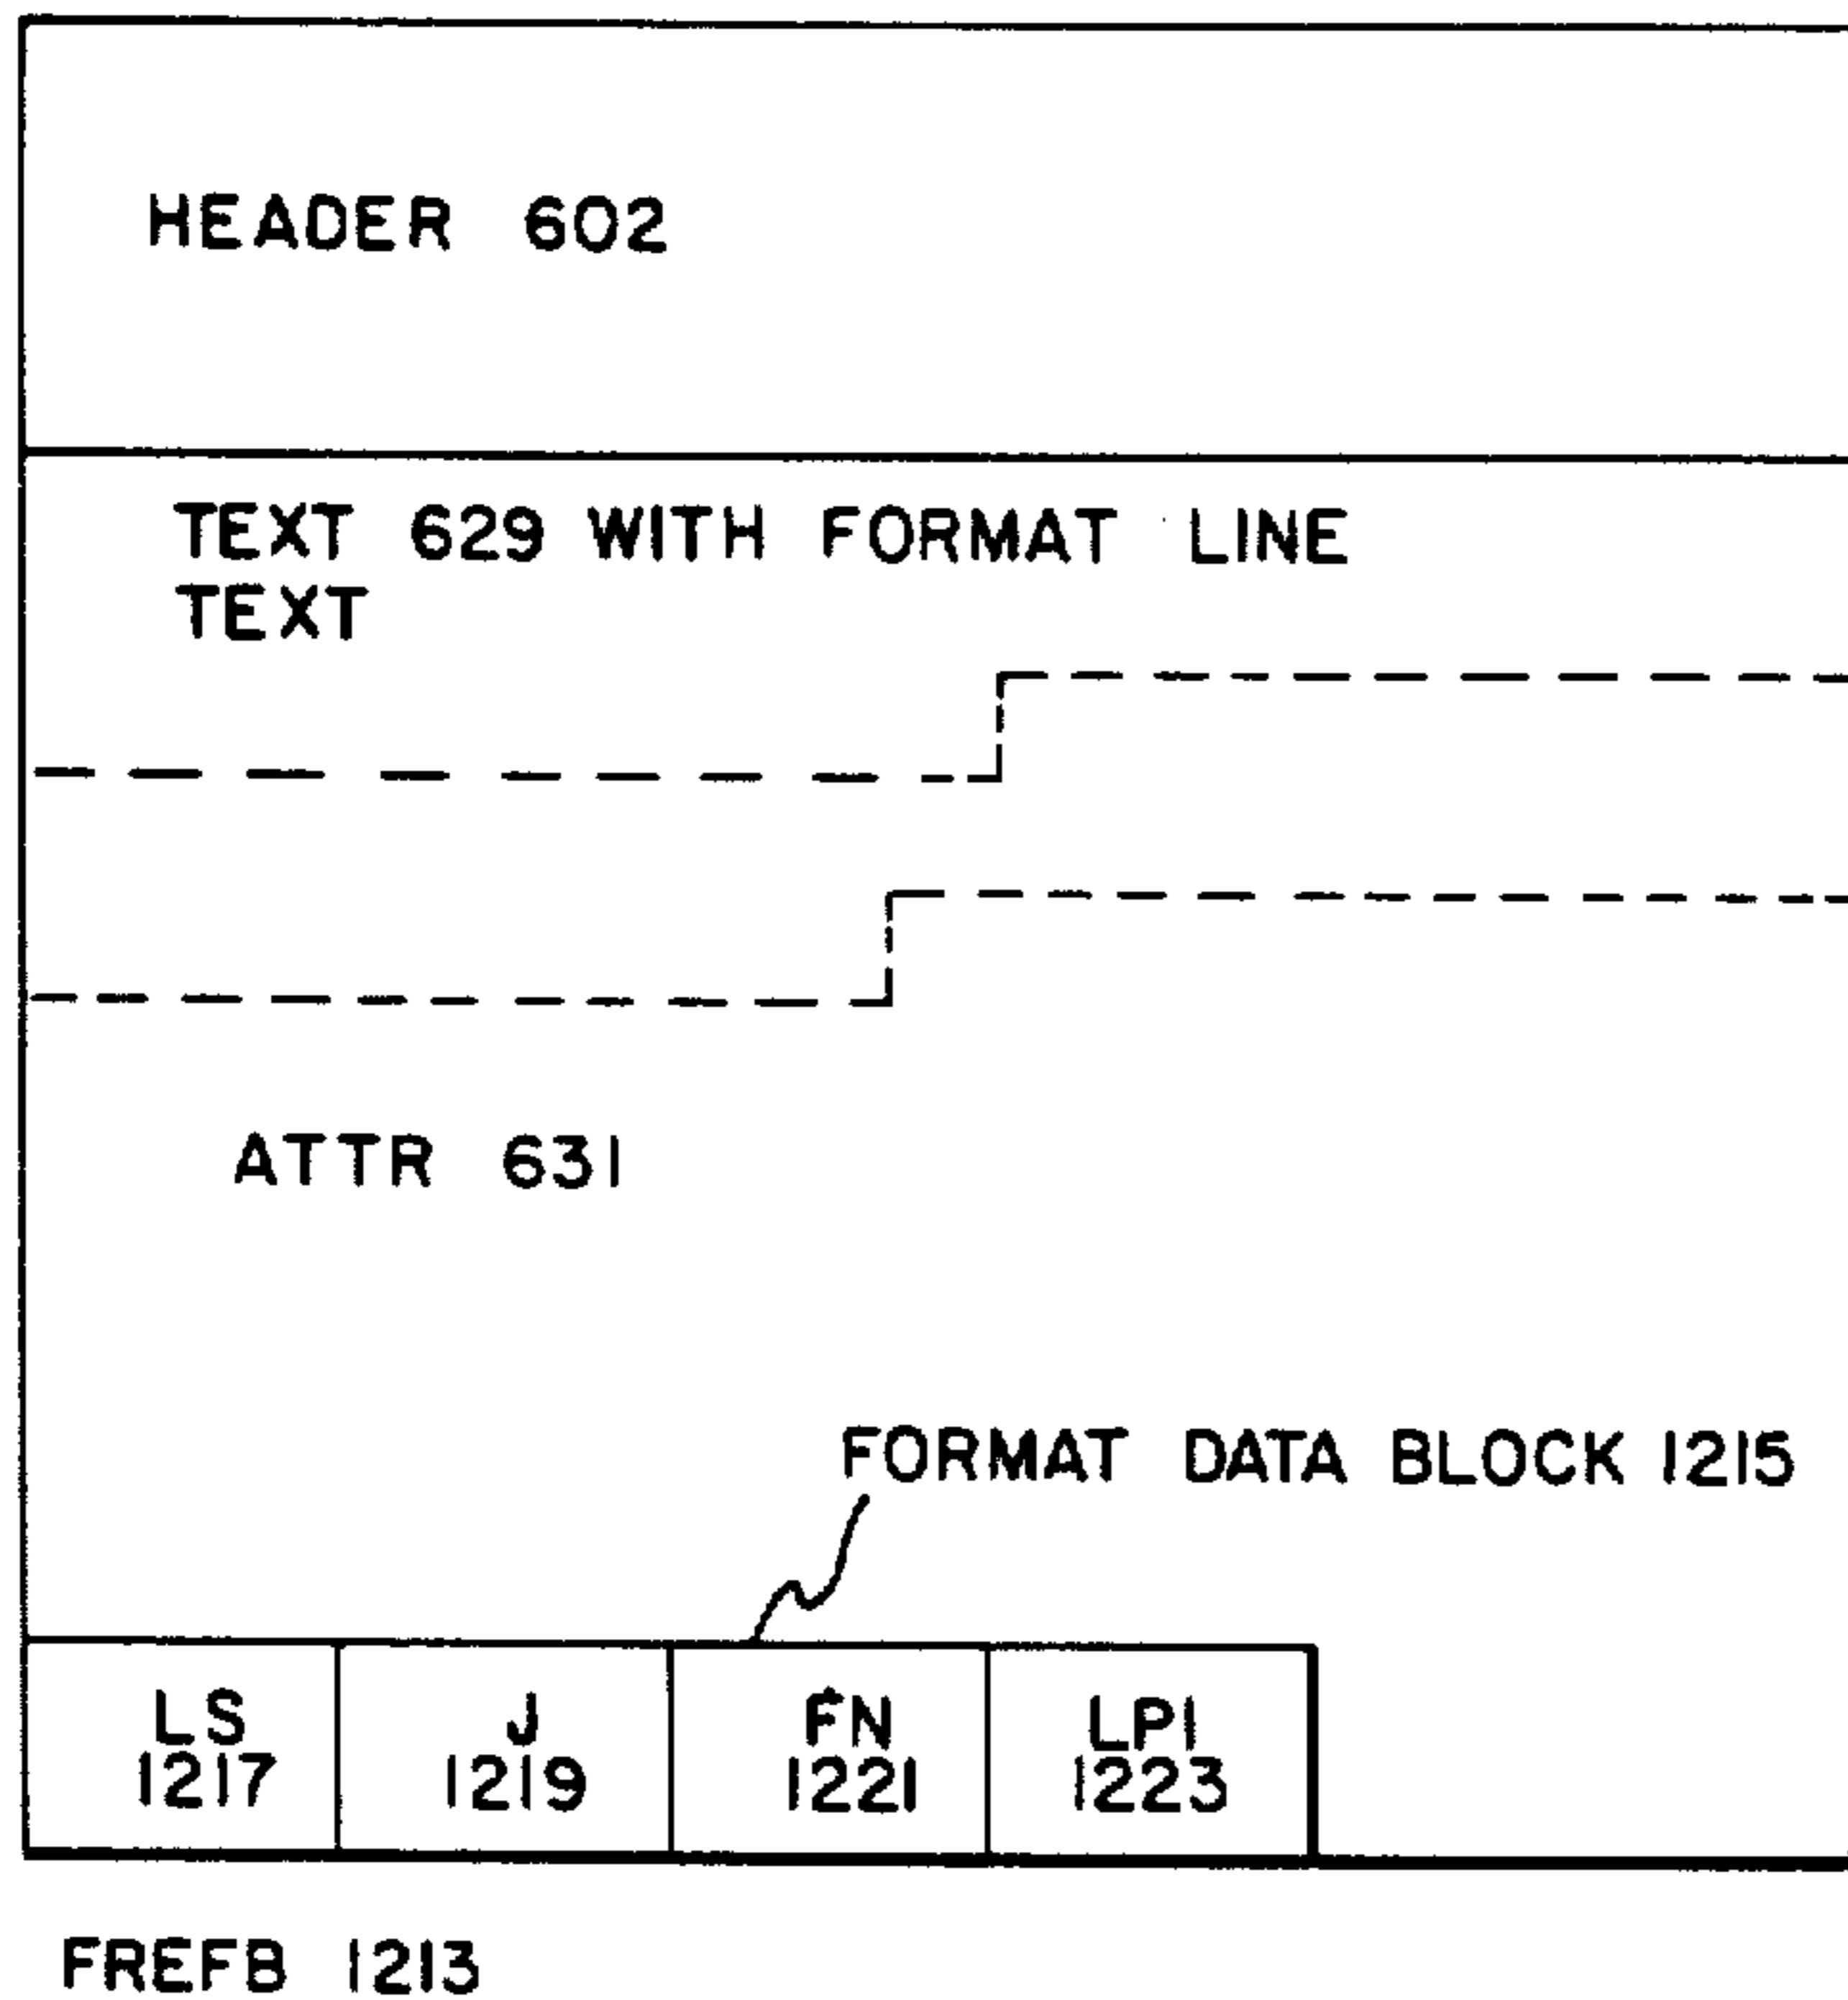 HEADER 602
TEXT 629 WITH FORMAT LINE
TEXT
ATTR 631
FORMAT DATA BLOCK 1215
LS
1217
J
1219
FN
1221
LPI
1223
FREFB 1213